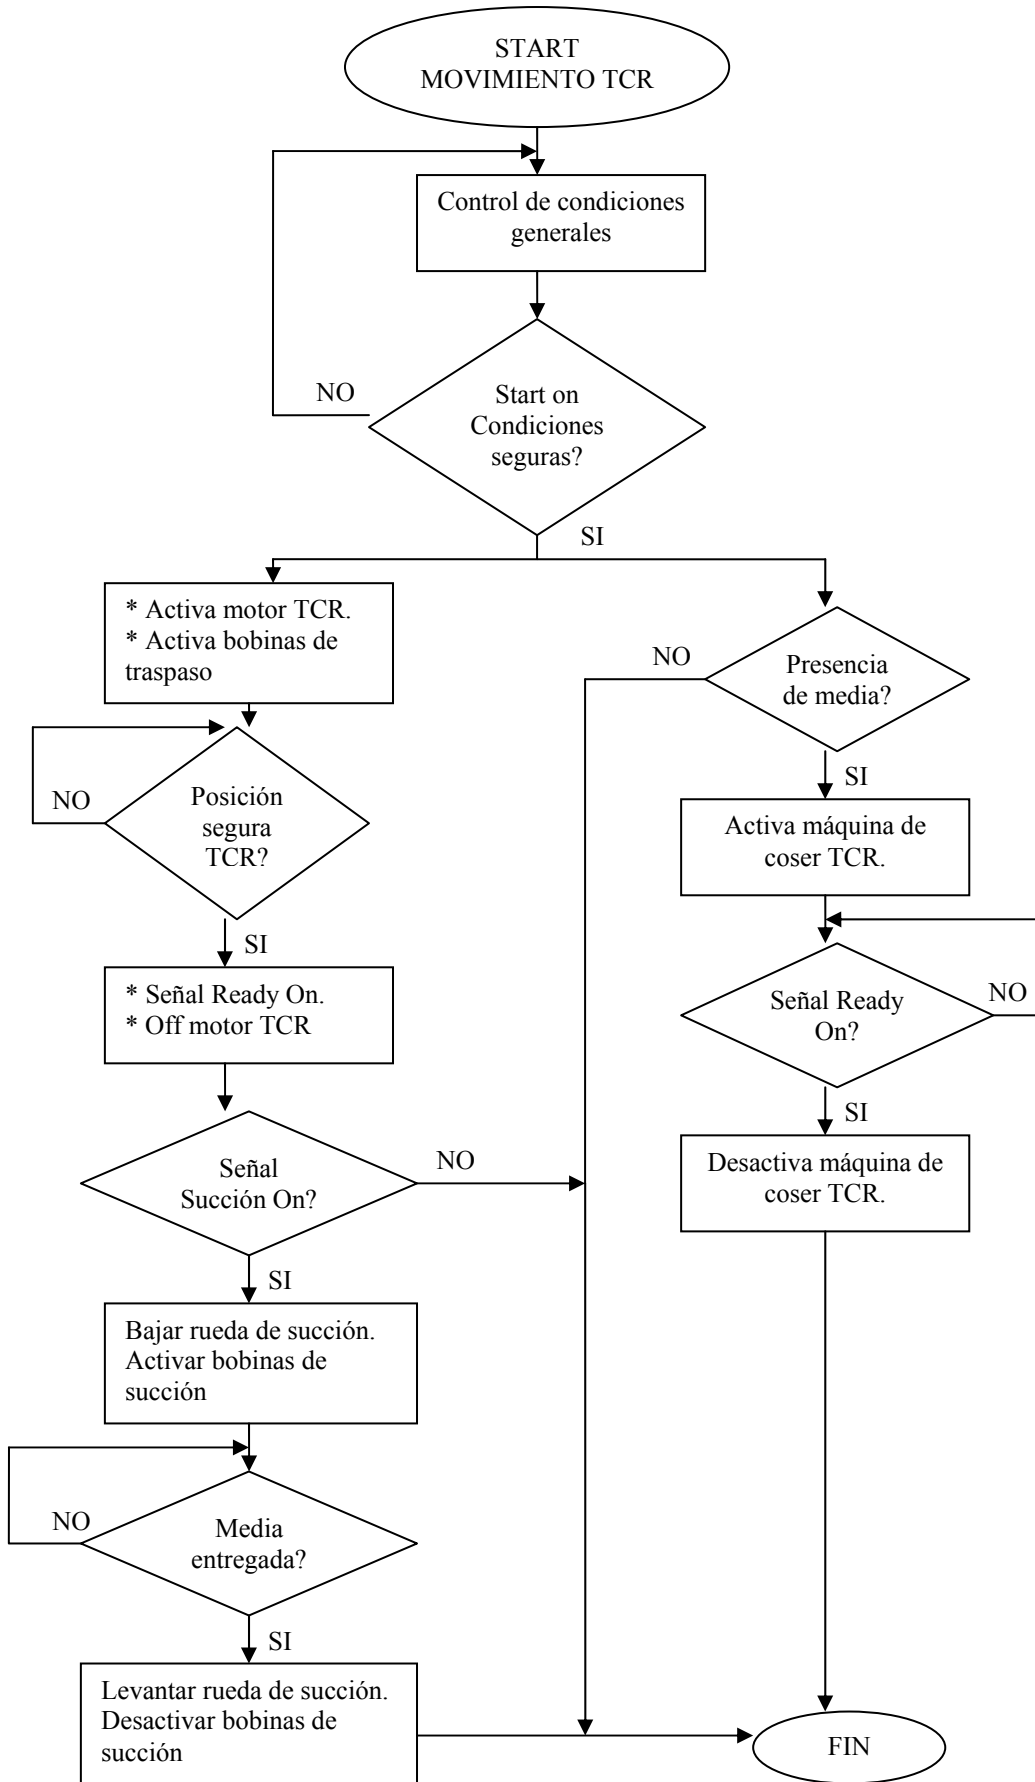 START
MOVIMIENTO TCR
Control de condiciones
generales
NO
Start on
Condiciones
seguras?
SI
* Activa motor TCR.
* Activa bobinas de
traspaso
NO
Posición
segura
TCR?
SI
* Señal Ready On.
* Off motor TCR
Señal
Succión On?
NO
SI
Bajar rueda de succión.
Activar bobinas de
succión
NO
Media
entregada?
SI
Levantar rueda de succión.
Desactivar bobinas de
succión
NO
Presencia
de media?
SI
Activa máquina de
coser TCR.
Señal Ready
On?
NO
SI
Desactiva máquina de
coser TCR.
FIN